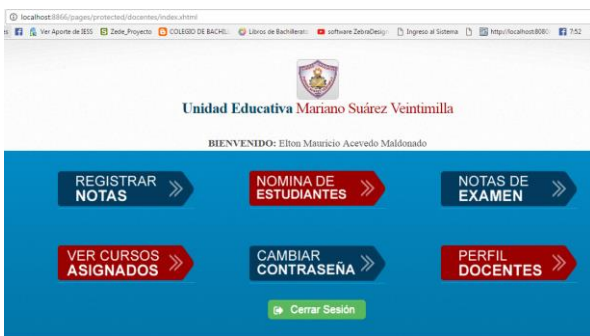 localhost:8866/pages/protected/docentes/index.xhtml
Ver Aporte de IESS Zede_Proyecto COLEGIO DE BACHIL Libros de Bachillerato software ZebraDesig Ingreso al Sistema http://localhost:8080 7:52
Unidad Educativa Mariano Suárez Veintimilla
BIENVENIDO: Elton Mauricio Acevedo Maldonado
REGISTRAR
NOTAS
NOMINA DE
ESTUDIANTES
NOTAS DE
EXAMEN
VER CURSOS
ASIGNADOS
CAMBIAR
CONTRASEÑA
PERFIL
DOCENTES
Cerrar Sesión